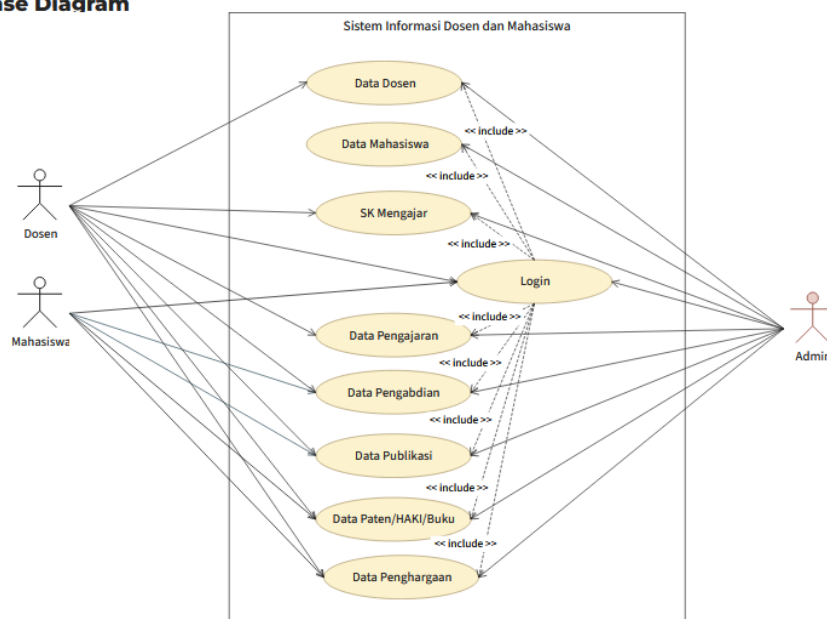 ase Diagram
Sistem Informasi Dosen dan Mahasiswa
Data Dosen
<< include >>
Data Mahasiswa
<< include >>
SK Mengajar
Dosen
<< include >>
Login
<< include >>
Data Pengajaran
Mahasiswa
Admin
<< include >>
Data Pengabdian
<< include >>
Data Publikasi
<< include >>
Data Paten/HAKI/Buku
<< include >>
Data Penghargaan